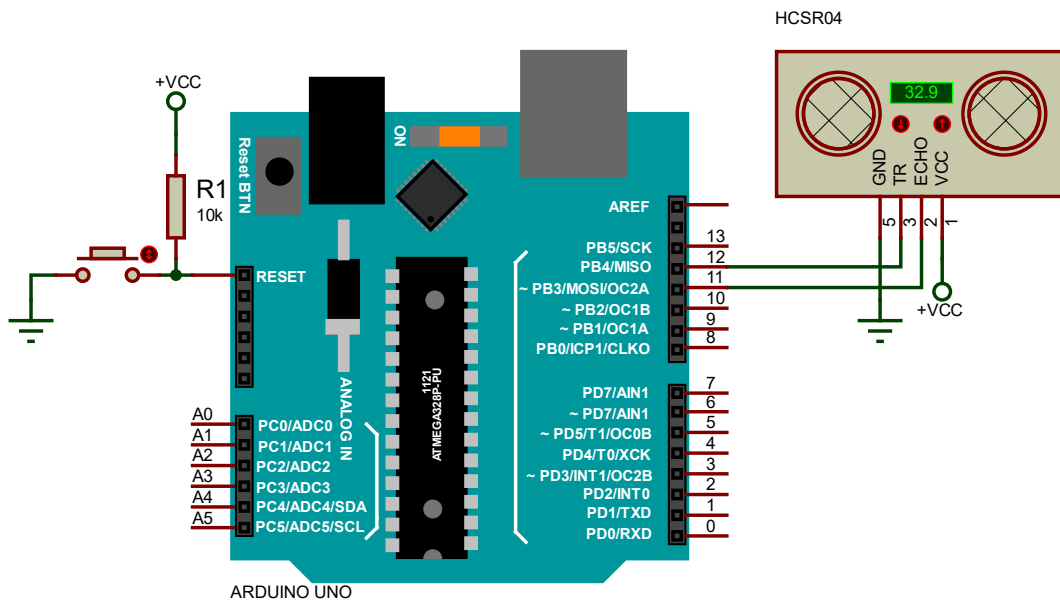 HCSR04
32.9
GND
TR
ECHO
VCC
5
3
2
1
+VCC
+VCC
R1
10k
Reset BTN
ON
AREF
13
PB5/SCK
12
PB4/MISO
11
~ PB3/MOSI/OC2A
10
~ PB2/OC1B
9
~ PB1/OC1A
8
PB0/ICP1/CLKO
RESET
1121
ATMEGA328P-PU
ANALOG IN
7
PD7/AIN1
6
~ PD7/AIN1
5
~ PD5/T1/OC0B
4
PD4/T0/XCK
3
~ PD3/INT1/OC2B
2
PD2/INT0
1
PD1/TXD
0
PD0/RXD
A0
PC0/ADC0
A1
PC1/ADC1
A2
PC2/ADC2
A3
PC3/ADC3
A4
PC4/ADC4/SDA
A5
PC5/ADC5/SCL
ARDUINO UNO